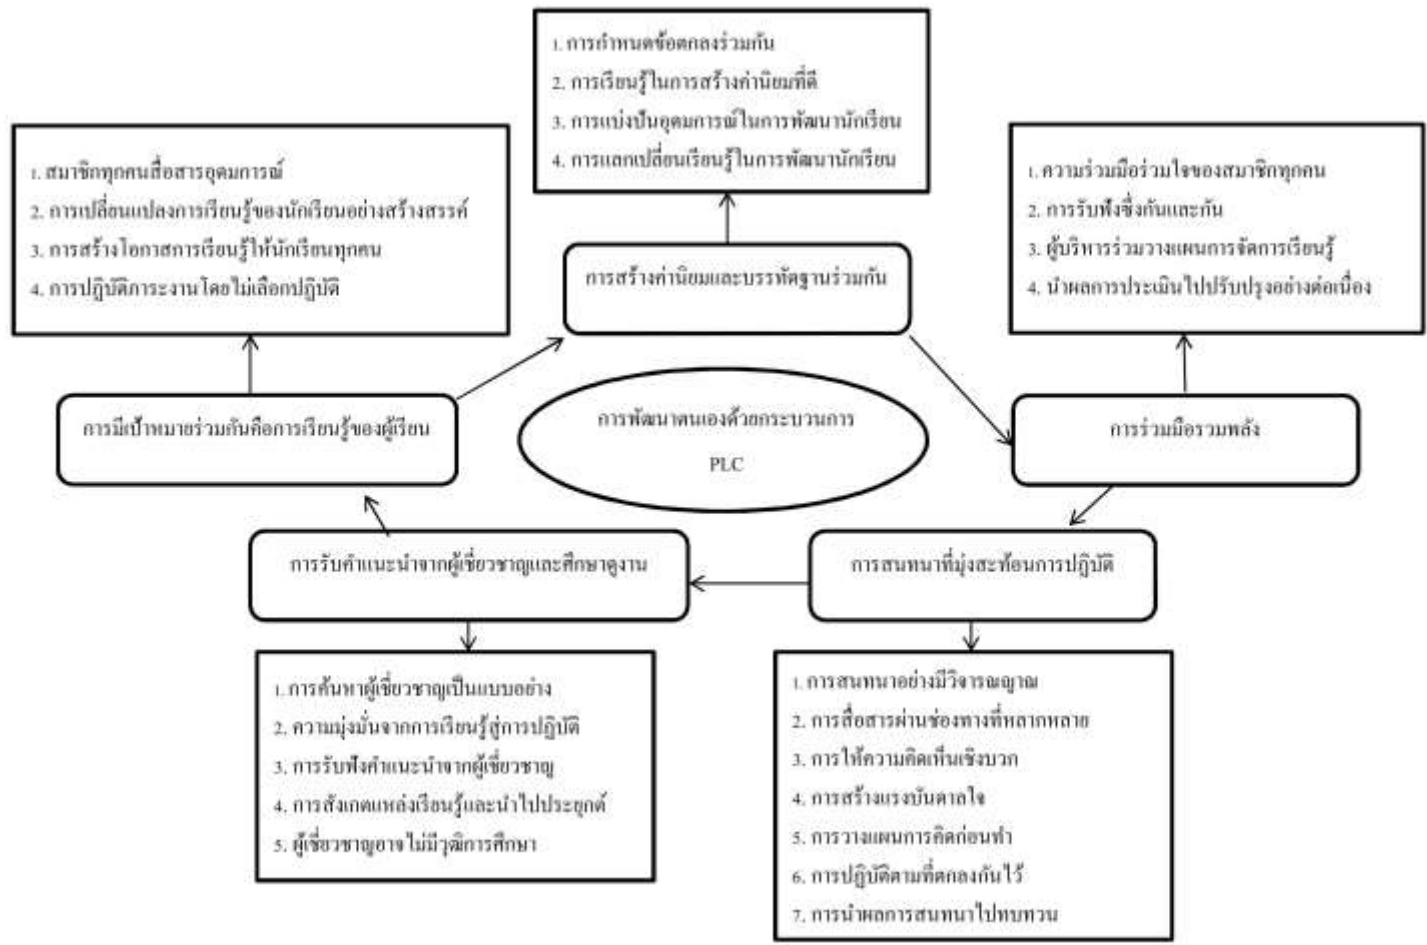 1. การกำหนดข้อตกลงร่วมกัน
2. การเรียนรู้ในการสร้างค่านิยมที่ดี
3. การแบ่งปันอุดมการณ์ในการพัฒนานักเรียน
4. การแลกเปลี่ยนเรียนรู้ในการพัฒนานักเรียน
1. สมาชิกทุกคนสื่อสารอุดมการณ์
2. การเปลี่ยนแปลงการเรียนรู้ของนักเรียนอย่างสร้างสรรค์
3. การสร้างโอกาสการเรียนรู้ให้นักเรียนทุกคน
4. การปฏิบัติภาระงานโดยไม่เลือกปฏิบัติ
1. ความร่วมมือร่วมใจของสมาชิกทุกคน
2. การรับฟังซึ่งกันและกัน
3. ผู้บริหารร่วมวางแผนการจัดการเรียนรู้
4. นำผลการประเมินไปปรับปรุงอย่างต่อเนื่อง
การสร้างค่านิยมและบรรทัดฐานร่วมกัน
การมีเป้าหมายร่วมกันคือการเรียนรู้ของผู้เรียน
การพัฒนาตนเองด้วยกระบวนการ
PLC
การร่วมมือรวมพลัง
การรับคำแนะนำจากผู้เชี่ยวชาญและศึกษาดูงาน
การสนทนาที่มุ่งสะท้อนการปฏิบัติ
1. การค้นหาผู้เชี่ยวชาญเป็นแบบอย่าง
2. ความมุ่งมั่นจากการเรียนรู้สู่การปฏิบัติ
3. การรับฟังคำแนะนำจากผู้เชี่ยวชาญ
4. การสังเกตแหล่งเรียนรู้และนำไปประยุกต์
5. ผู้เชี่ยวชาญอาจไม่มีวุฒิการศึกษา
1. การสนทนาอย่างมีวิจารณญาณ
2. การสื่อสารผ่านช่องทางที่หลากหลาย
3. การให้ความคิดเห็นเชิงบวก
4. การสร้างแรงบันดาลใจ
5. การวางแผนการคิดก่อนทำ
6. การปฏิบัติตามที่ตกลงกันไว้
7. การนำผลการสนทนาไปทบทวน